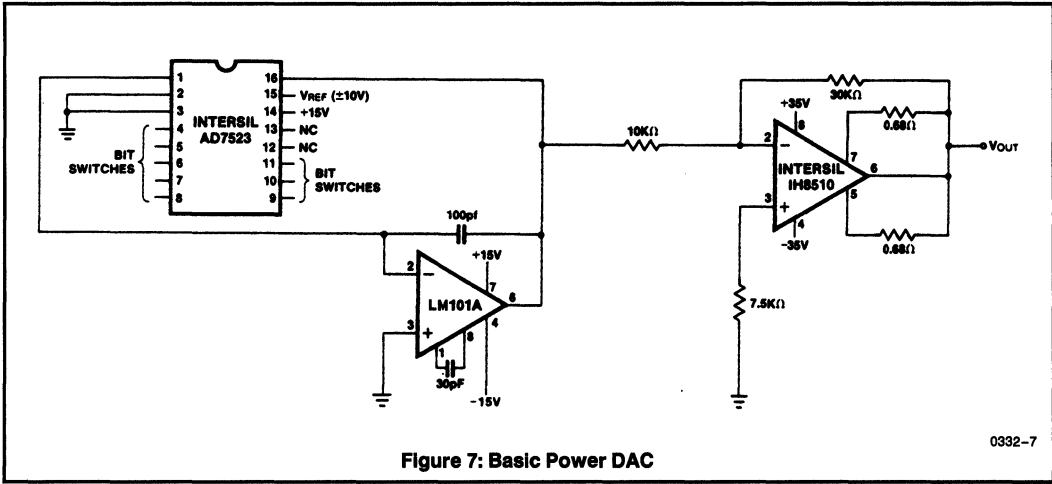 1
2
3
4
5
6
7
8
16
15
14
13
12
11
10
9
INTERSIL
AD7523
VREF (±10V)
+15V
NC
NC
BIT
SWITCHES
BIT
SWITCHES
100pf
+15V
2
−
7
LM101A
6
3
+
1
8
4
30pF
−15V
10KΩ
30KΩ
+35V
8
0.68Ω
2
−
7
INTERSIL
IH8510
6
VOUT
3
+
5
4
−35V
0.68Ω
7.5KΩ
0332–7
Figure 7: Basic Power DAC